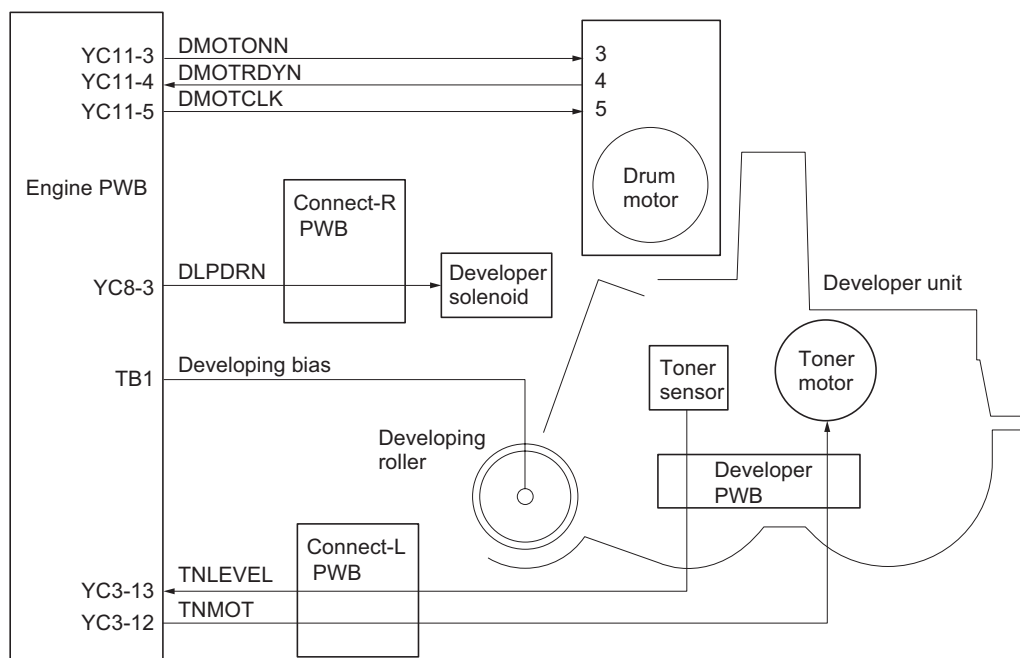 YC11-3 DMOTONN 3
YC11-4 DMOTRDYN 4
YC11-5 DMOTCLK 5
Engine PWB
Connect-R
PWB
Drum
motor
YC8-3 DLPDRN
Developer
solenoid
Developer unit
TB1 Developing bias
Toner
sensor
Toner
motor
Developing
roller
Developer
PWB
Connect-L
PWB
YC3-13 TNLEVEL
YC3-12 TNMOT